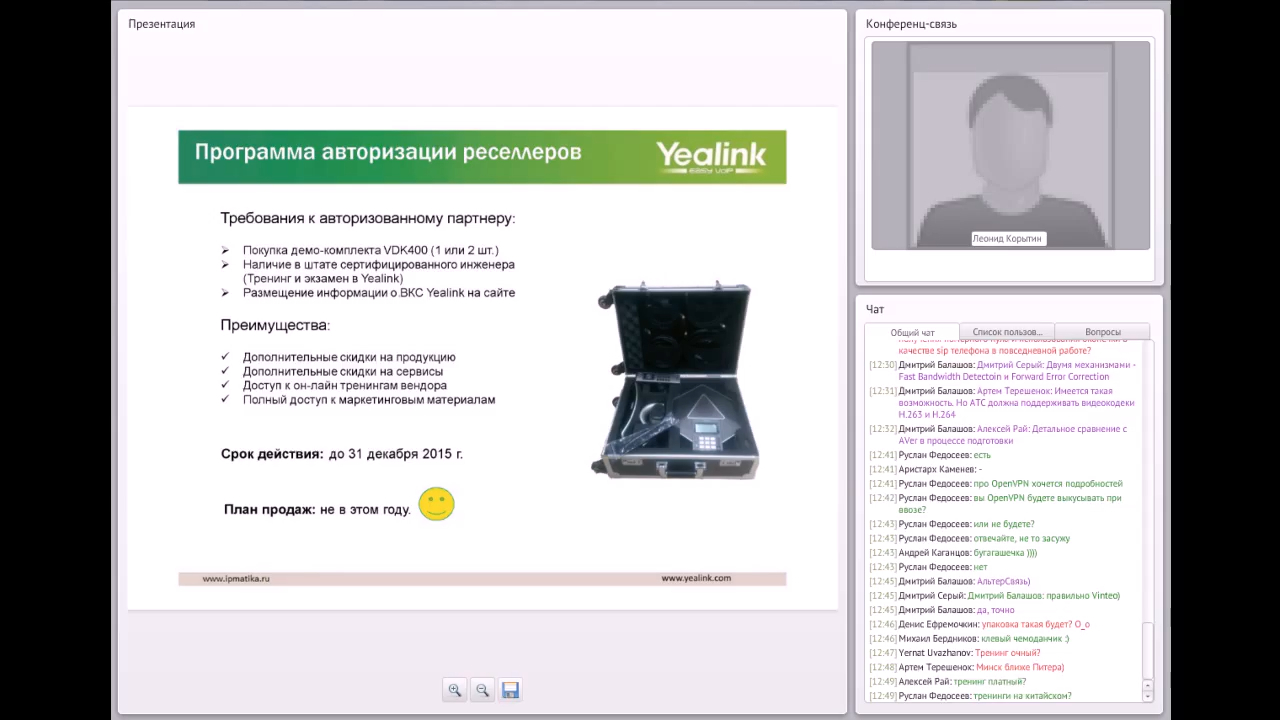 Презентация
Программа авторизации реселлеров
Yealink
EASY VoIP
Требования к авторизованному партнеру:
Покупка демо-комплекта VDK400 (1 или 2 шт.)
Наличие в штате сертифицированного инженера
(Тренинг и экзамен в Yealink)
Размещение информации о.ВКС Yealink на сайте
Преимущества:
Дополнительные скидки на продукцию
Дополнительные скидки на сервисы
Доступ к он-лайн тренингам вендора
Полный доступ к маркетинговым материалам
Срок действия: до 31 декабря 2015 г.
План продаж: не в этом году.
www.ipmatika.ru
www.yealink.com
Конференц-связь
Леонид Корытин
Чат
Общий чат
Список пользов...
Вопросы
качестве sip телефона в повседневной работе?
[12:30] Дмитрий Балашов: Дмитрий Серый: Двумя механизмами -
Fast Bandwidth Detectoin и Forward Error Correction
[12:31] Дмитрий Балашов: Артем Терешенок: Имеется такая
возможность. Но АТС должна поддерживать видеокодеки
H.263 и H.264
[12:32] Дмитрий Балашов: Алексей Рай: Детальное сравнение с
AVer в процессе подготовки
[12:41] Руслан Федосеев: есть
[12:41] Аристарх Каменев: -
[12:41] Руслан Федосеев: про OpenVPN хочется подробностей
[12:42] Руслан Федосеев: вы OpenVPN будете выкусывать при
ввозе?
[12:43] Руслан Федосеев: или не будете?
[12:43] Руслан Федосеев: отвечайте, не то засужу
[12:43] Андрей Каганцов: бугагашечка ))))
[12:43] Руслан Федосеев: нет
[12:45] Дмитрий Балашов: АльтерСвязь)
[12:45] Дмитрий Серый: Дмитрий Балашов: правильно Vinteo)
[12:45] Дмитрий Балашов: да, точно
[12:46] Денис Ефремочкин: упаковка такая будет? O_o
[12:46] Михаил Бердников: клевый чемоданчик :)
[12:47] Yernat Uvazhanov: Тренинг очный?
[12:48] Артем Терешенок: Минск ближе Питера)
[12:49] Алексей Рай: тренинг платный?
[12:49] Руслан Федосеев: тренинги на китайском?